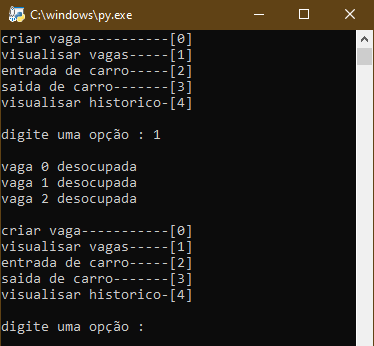 C:\windows\py.exe
criar vaga-----------[0]
visualisar vagas-----[1]
entrada de carro-----[2]
saida de carro-------[3]
visualisar historico-[4]
digite uma opção : 1
vaga 0 desocupada
vaga 1 desocupada
vaga 2 desocupada
criar vaga-----------[0]
visualisar vagas-----[1]
entrada de carro-----[2]
saida de carro-------[3]
visualisar historico-[4]
digite uma opção :